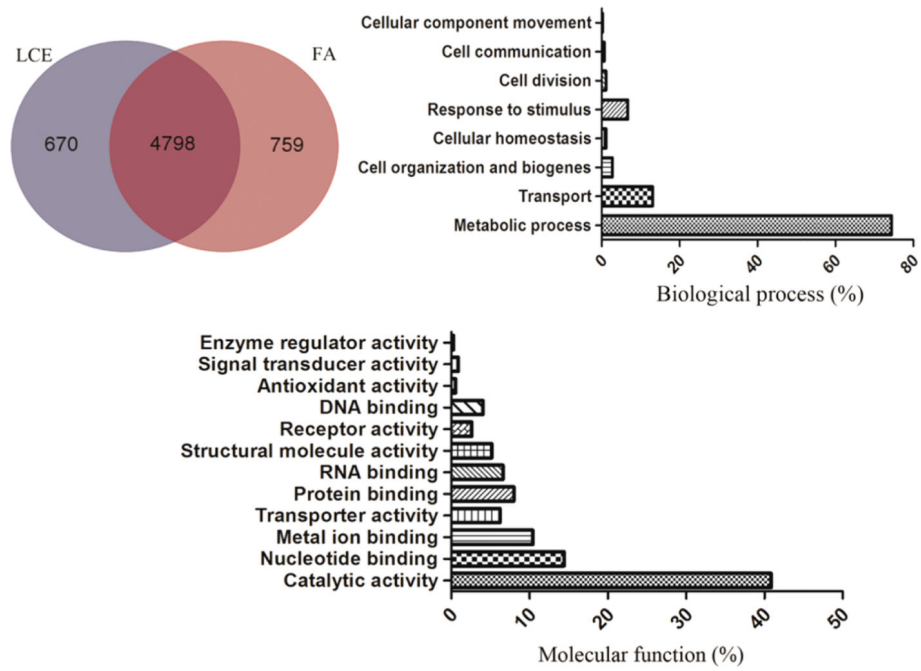 LCE
FA
670
4798
759
Cellular component movement
Cell communication
Cell division
Response to stimulus
Cellular homeostasis
Cell organization and biogenes
Transport
Metabolic process
0
20
40
60
80
Biological process (%)
Enzyme regulator activity
Signal transducer activity
Antioxidant activity
DNA binding
Receptor activity
Structural molecule activity
RNA binding
Protein binding
Transporter activity
Metal ion binding
Nucleotide binding
Catalytic activity
0
10
20
30
40
50
Molecular function (%)